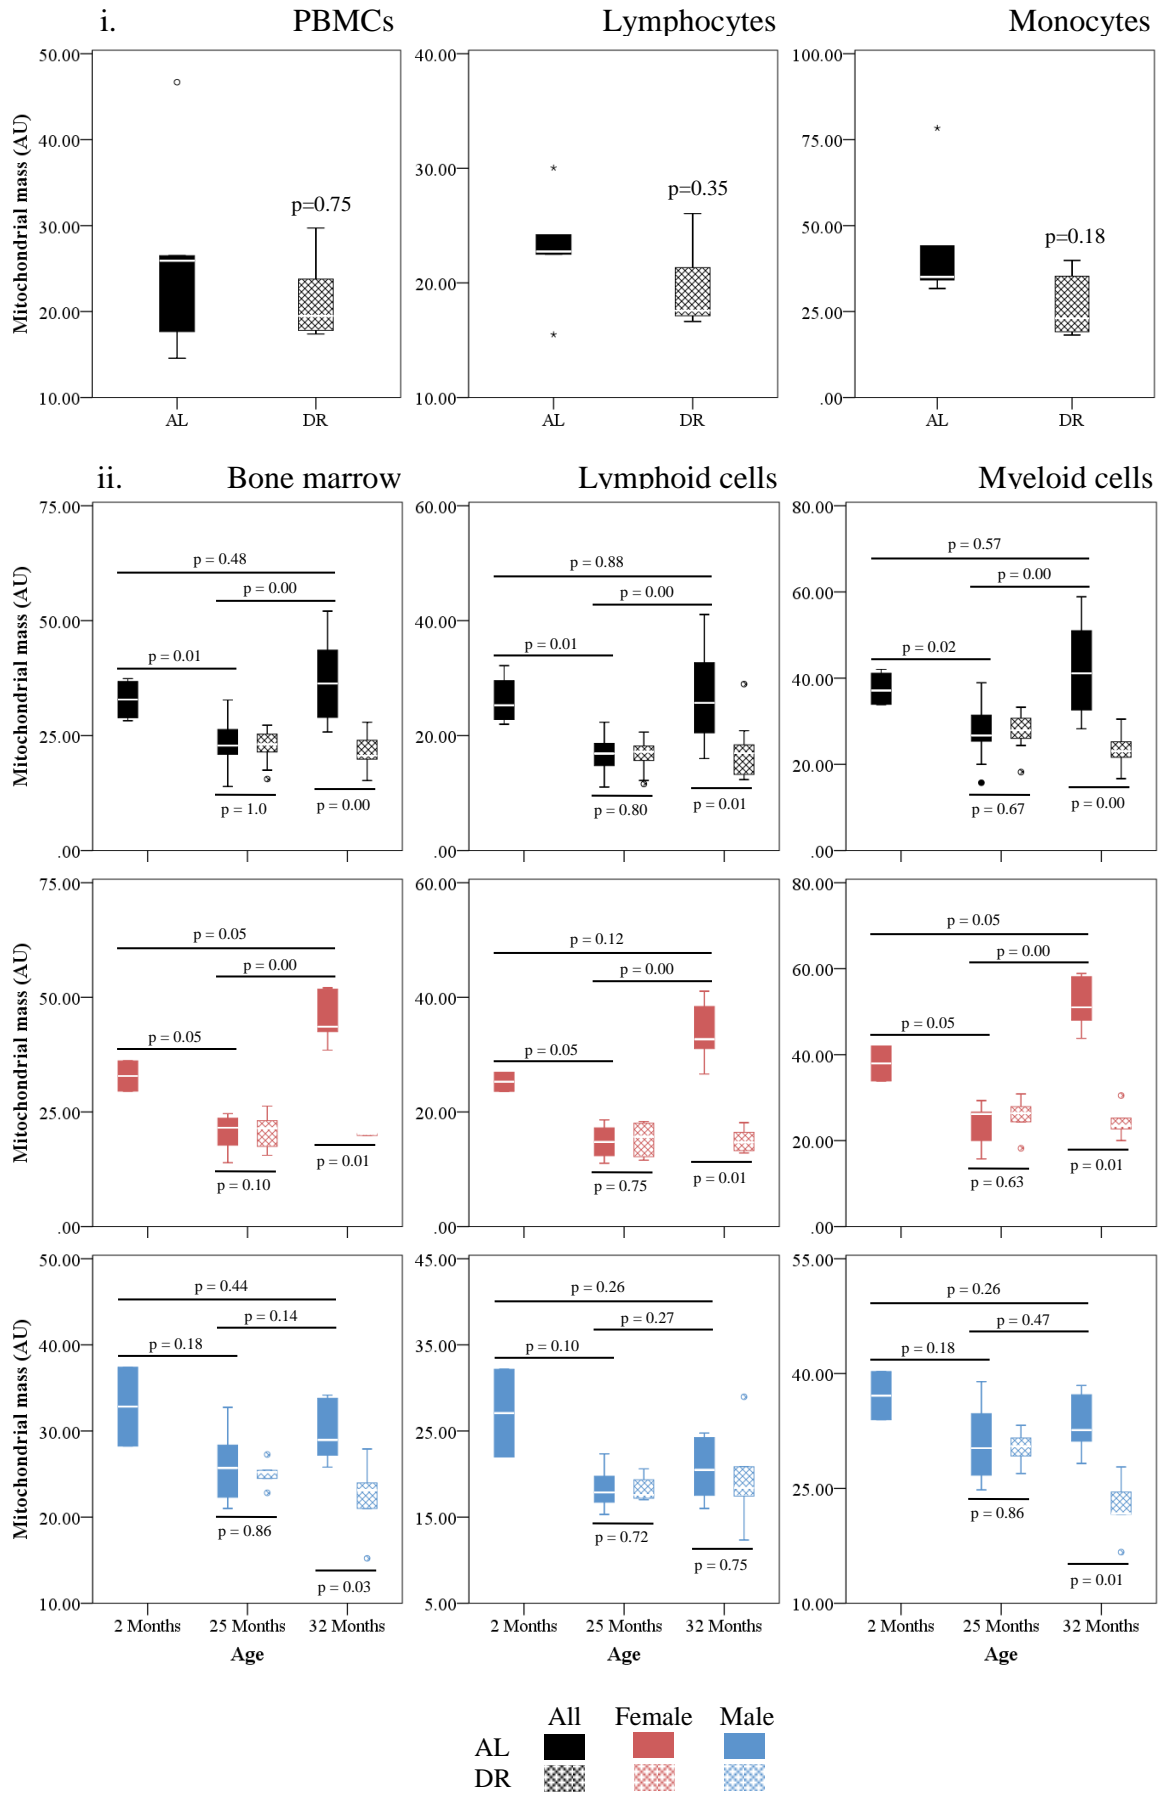 i. PBMCs Lymphocytes Monocytes
50.00 40.00 100.00
40.00 75.00
30.00
p=0.75 p=0.35 p=0.18
30.00 50.00
20.00
20.00 25.00
10.00 10.00 .00
Mitochondrial mass (AU)
AL DR AL DR AL DR
ii. Bone marrow Lymphoid cells Myeloid cells
75.00 60.00 80.00
p = 0.48 p = 0.88 p = 0.57
p = 0.00 p = 0.00 p = 0.00
50.00 40.00 60.00
p = 0.01 p = 0.01 p = 0.02
40.00
25.00 20.00 20.00
p = 1.0 p = 0.00 p = 0.80 p = 0.01 p = 0.67 p = 0.00
.00 .00 .00
Mitochondrial mass (AU)
75.00 60.00 80.00
p = 0.05 p = 0.12 p = 0.05
p = 0.00 p = 0.00 p = 0.00
50.00 40.00 60.00
p = 0.05 p = 0.05 p = 0.05
40.00
25.00 20.00 20.00
p = 0.10 p = 0.01 p = 0.75 p = 0.01 p = 0.63 p = 0.01
.00 .00 .00
Mitochondrial mass (AU)
50.00 45.00 55.00
p = 0.44 p = 0.26 p = 0.26
p = 0.14 p = 0.27 p = 0.47
40.00 35.00 40.00
p = 0.18 p = 0.10 p = 0.18
30.00 25.00 25.00
20.00 15.00
p = 0.86 p = 0.03 p = 0.72 p = 0.75 p = 0.86 p = 0.01
10.00 5.00 10.00
Mitochondrial mass (AU)
2 Months 25 Months 32 Months 2 Months 25 Months 32 Months 2 Months 25 Months 32 Months
Age Age Age
All Female Male
AL
DR